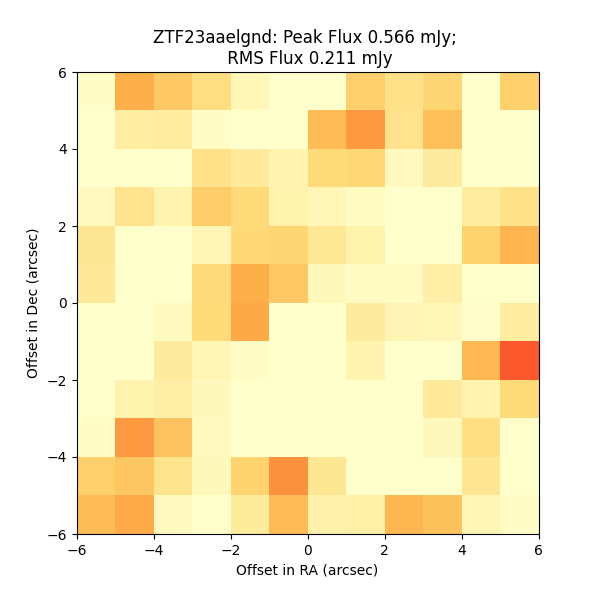 ZTF23aaelgnd: Peak Flux 0.566 mJy;
RMS Flux 0.211 mJy
6
4
2
0
−2
−4
−6
Offset in Dec (arcsec)
−6 −4 −2 0 2 4 6
Offset in RA (arcsec)